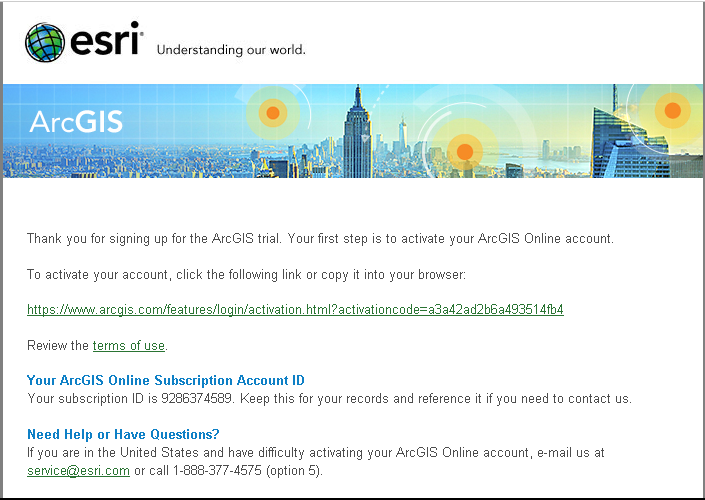 esri
Understanding our world.
ArcGIS
Thank you for signing up for the ArcGIS trial. Your first step is to activate your ArcGIS Online account.
To activate your account, click the following link or copy it into your browser:
https://www.arcgis.com/features/login/activation.html?activationcode=a3a42ad2b6a493514fb4
Review the terms of use.
Your ArcGIS Online Subscription Account ID
Your subscription ID is 9286374589. Keep this for your records and reference it if you need to contact us.
Need Help or Have Questions?
If you are in the United States and have difficulty activating your ArcGIS Online account, e-mail us at
service@esri.com or call 1-888-377-4575 (option 5).